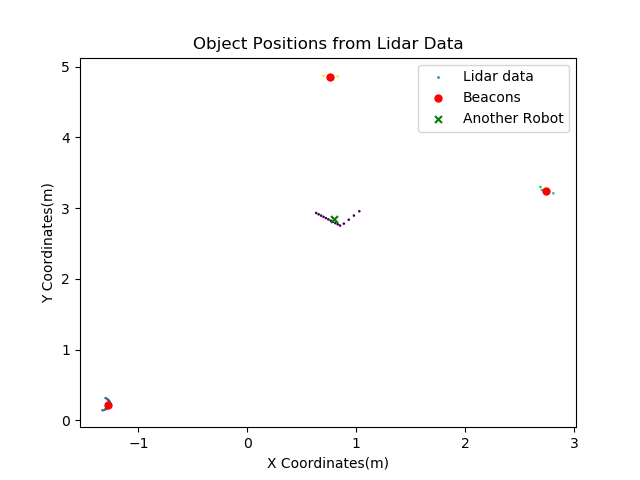 Object Positions from Lidar Data
Lidar data
Beacons
Another Robot
Y Coordinates(m)
5
4
3
2
1
0
−1
0
1
2
3
X Coordinates(m)